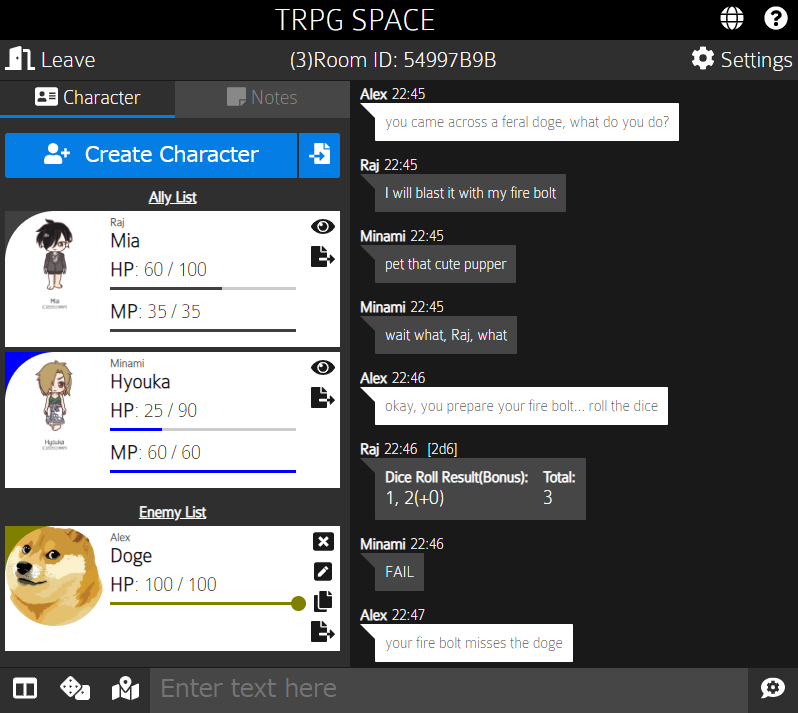 TRPG SPACE
Leave
(3)Room ID: 54997B9B
Settings
Character
Notes
Create Character
Ally List
Raj
Mia
HP: 60 / 100
MP: 35 / 35
Mia
Minami
Hyouka
HP: 25 / 90
MP: 60 / 60
Hyouka
Enemy List
Alex
Doge
HP: 100 / 100
Alex 22:45
you came across a feral doge, what do you do?
Raj 22:45
I will blast it with my fire bolt
Minami 22:45
pet that cute pupper
Minami 22:45
wait what, Raj, what
Alex 22:46
okay, you prepare your fire bolt... roll the dice
Raj 22:46 [2d6]
Dice Roll Result(Bonus): Total:
1, 2(+0) 3
Minami 22:46
FAIL
Alex 22:47
your fire bolt misses the doge
Enter text here